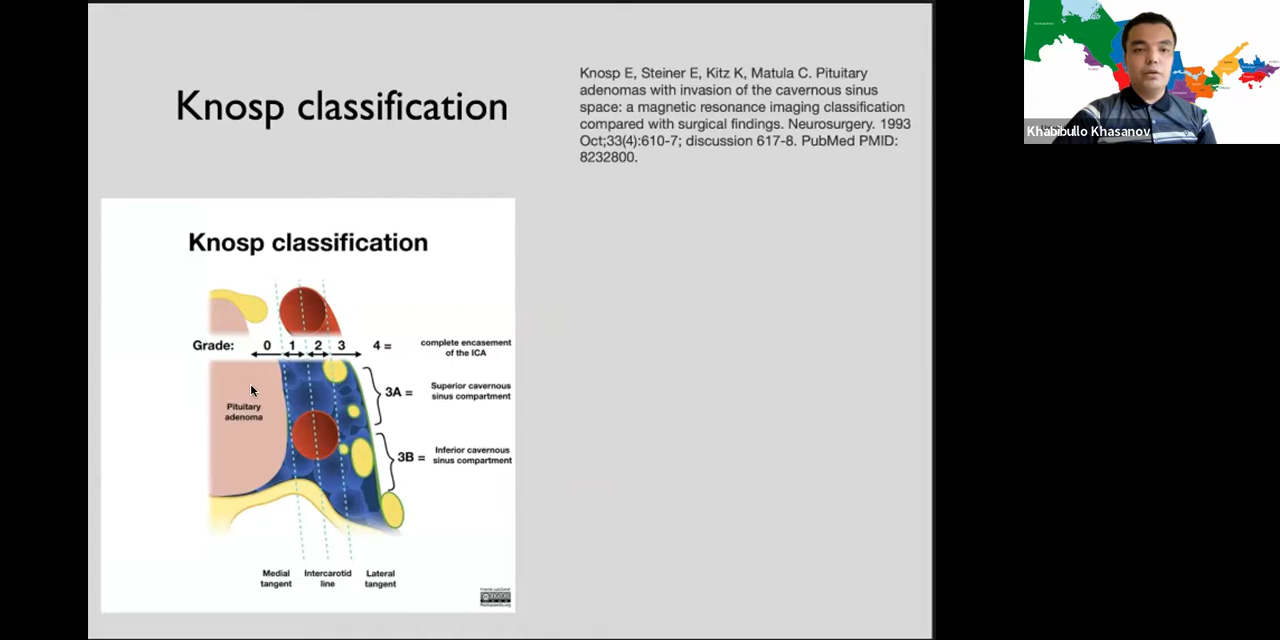 Knosp classification
Knosp E, Steiner E, Kitz K, Matula C. Pituitary
adenomas with invasion of the cavernous sinus
space: a magnetic resonance imaging classification
compared with surgical findings. Neurosurgery. 1993
Oct;33(4):610-7; discussion 617-8. PubMed PMID:
8232800.
Khabibullo Khasanov
Knosp classification
Grade: 0 1 2 3 4 = complete encasement
of the ICA
3A = Superior cavernous
sinus compartment
Pituitary
adenoma
3B = Inferior cavernous
sinus compartment
Medial
tangent
Intercarotid
line
Lateral
tangent